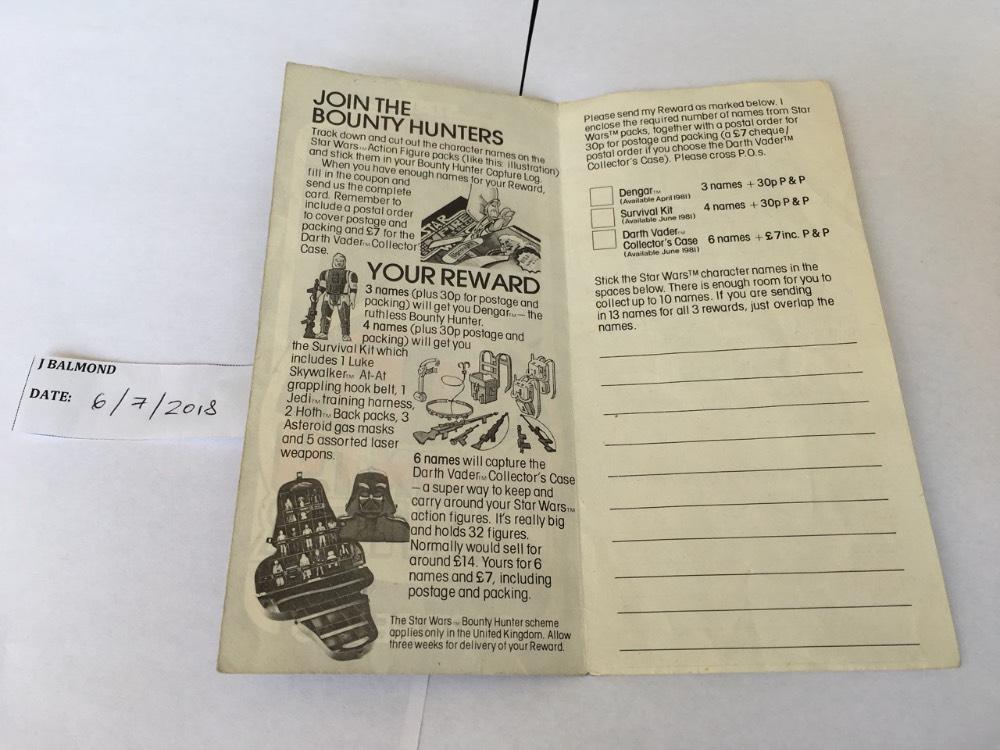 JOIN THE
BOUNTY HUNTERS
Track down and cut out the character names on the
Star Wars™ Action Figure packs (like this illustration)
and stick them in your Bounty Hunter Capture Log.
When you have enough names for your Reward,
fill in the coupon and
send us the complete
card. Remember to
include a postal order
to cover postage and
packing and £7 for the
Darth Vader™ Collector
Case.
STAR
YOUR REWARD
3 names (plus 30p for postage and
packing) will get you Dengar™ — the
ruthless Bounty Hunter.
4 names (plus 30p postage and
packing) will get you
the Survival Kit which
includes 1 Luke
Skywalker™ At-At
grappling hook belt, 1
Jedi™ training harness,
2 Hoth™ Back packs, 3
Asteroid gas masks
and 5 assorted laser
weapons.
6 names will capture the
Darth Vader™ Collector's Case
— a super way to keep and
carry around your Star Wars™
action figures. It's really big
and holds 32 figures.
Normally would sell for
around £14. Yours for 6
names and £7, including
postage and packing.
The Star Wars™ Bounty Hunter scheme
applies only in the United Kingdom. Allow
three weeks for delivery of your Reward.
Please send my Reward as marked below. I
enclose the required number of names from Star
Wars™ packs, together with a postal order for
30p for postage and packing (a £7 cheque/
postal order if you choose the Darth Vader™
Collector's Case). Please cross P.O.s.
Dengar™ 3 names + 30p P & P
(Available April 1981)
Survival Kit 4 names + 30p P & P
(Available June 1981)
Darth Vader™
Collector's Case 6 names + £7 inc. P & P
(Available June 1981)
Stick the Star Wars™ character names in the
spaces below. There is enough room for you to
collect up to 10 names. If you are sending
in 13 names for all 3 rewards, just overlap the
names.
J BALMOND
DATE: 6/7/2018